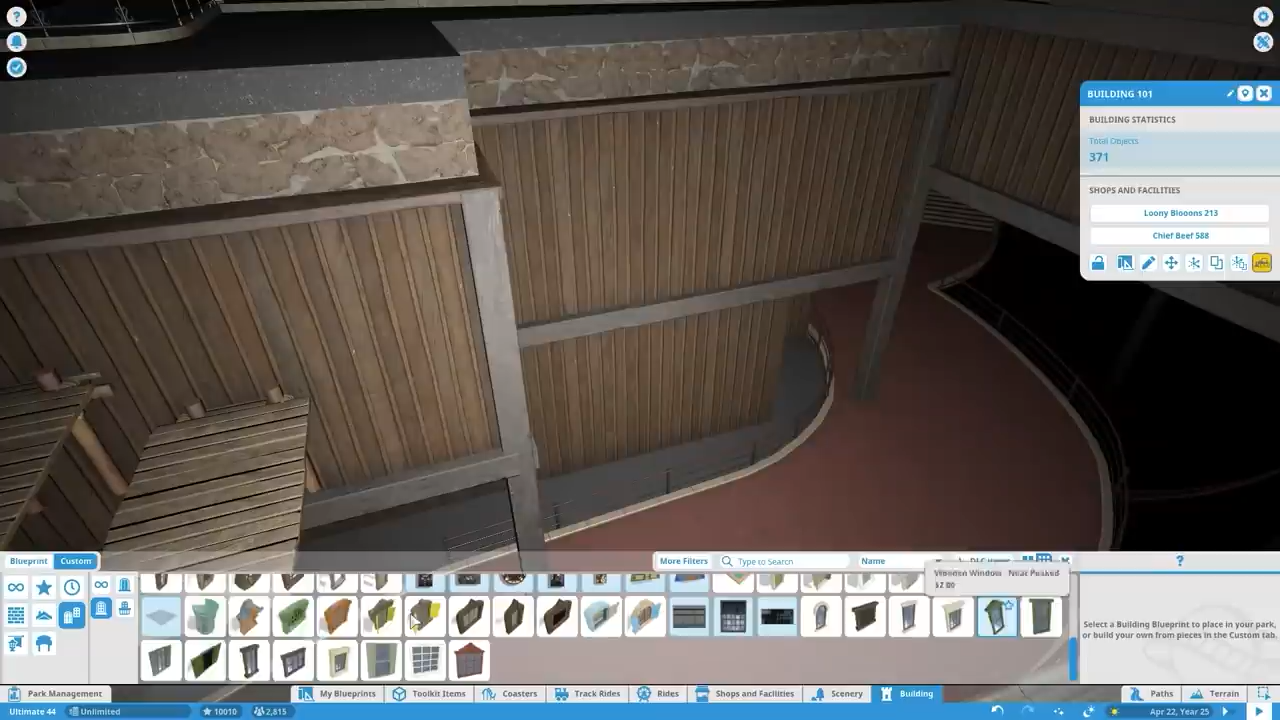 BUILDING 101
BUILDING STATISTICS
Total Objects
371
SHOPS AND FACILITIES
Loony Blooons 213
Chief Beef 588
Blueprint
Custom
More Filters
Type to Search
Name
Wooden Window
Select a Building Blueprint to place in your park,
or build your own from pieces in the Custom tab.
Park Management
My Blueprints
Toolkit Items
Coasters
Track Rides
Rides
Shops and Facilities
Scenery
Building
Paths
Terrain
Ultimate 44
Unlimited
10010
2,815
Apr 22, Year 25